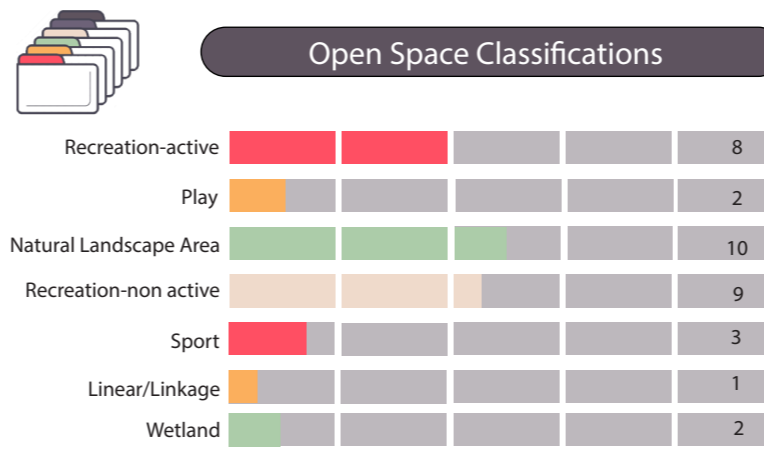 Open Space Classifications
Recreation-active 8
Play 2
Natural Landscape Area 10
Recreation-non active 9
Sport 3
Linear/Linkage 1
Wetland 2